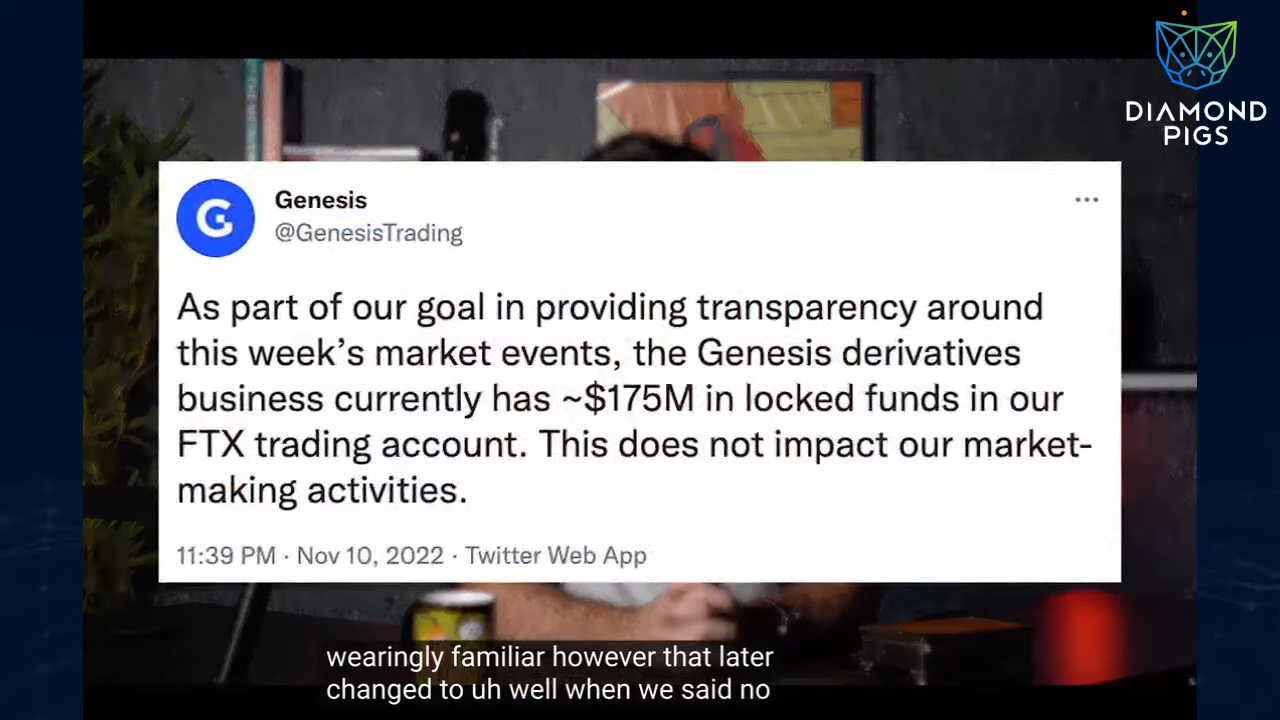 DIAMOND
PIGS
Genesis
@GenesisTrading
As part of our goal in providing transparency around
this week’s market events, the Genesis derivatives
business currently has ~$175M in locked funds in our
FTX trading account. This does not impact our market-
making activities.
11:39 PM · Nov 10, 2022 · Twitter Web App
wearingly familiar however that later
changed to uh well when we said no